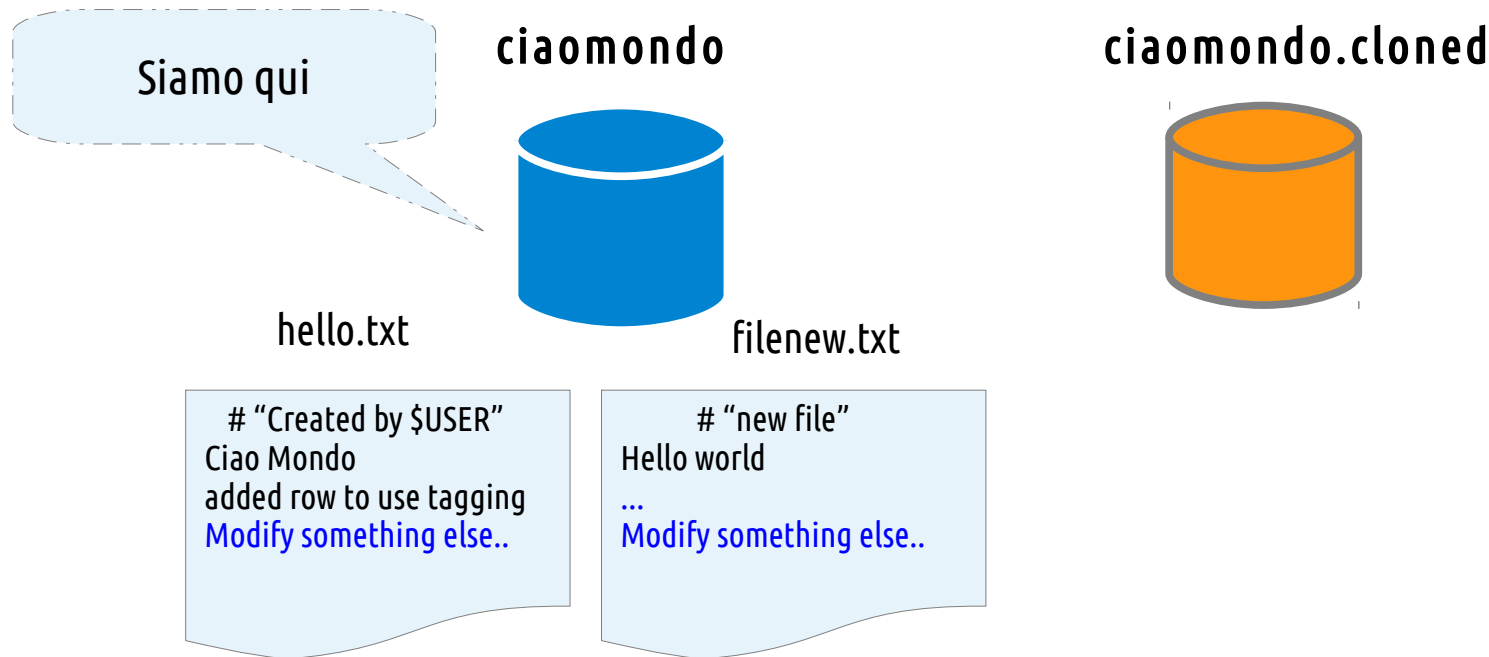 Siamo qui
ciaomondo
ciaomondo.cloned
hello.txt
filenew.txt
# “Created by $USER”
Ciao Mondo
added row to use tagging
Modify something else..
# “new file”
Hello world
...
Modify something else..